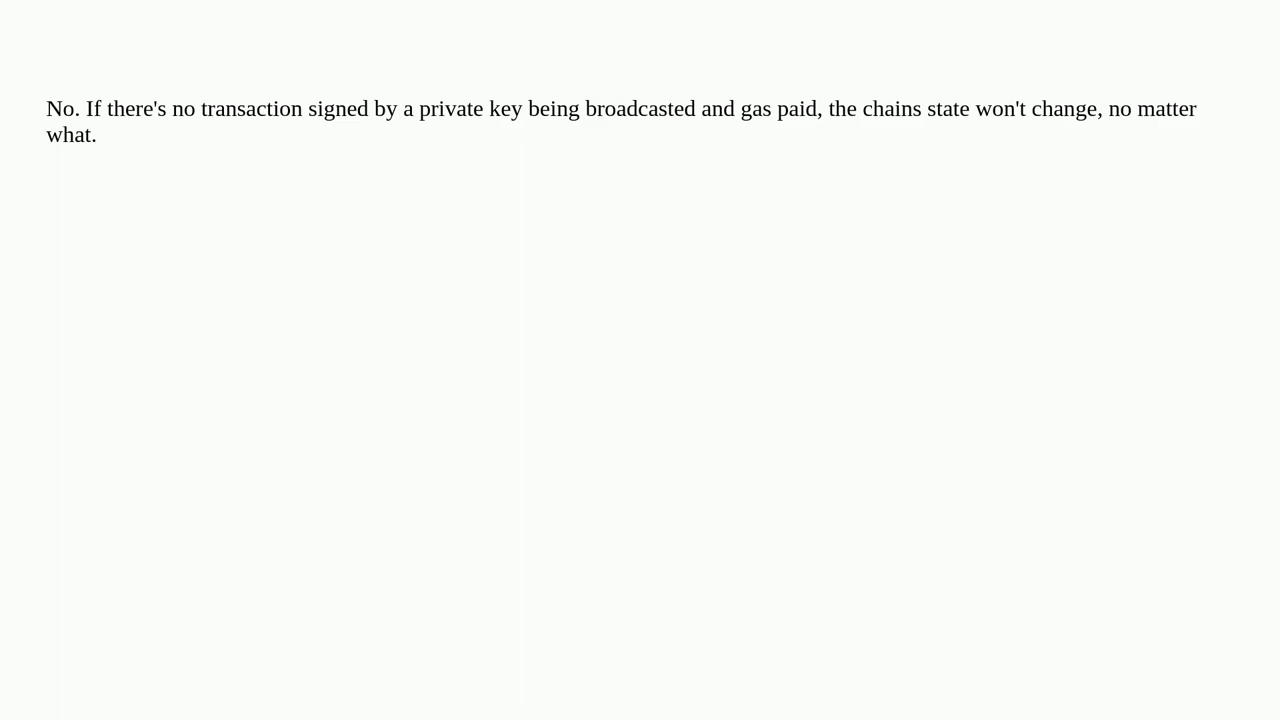 No. If there's no transaction signed by a private key being broadcasted and gas paid, the chains state won't change, no matter
what.